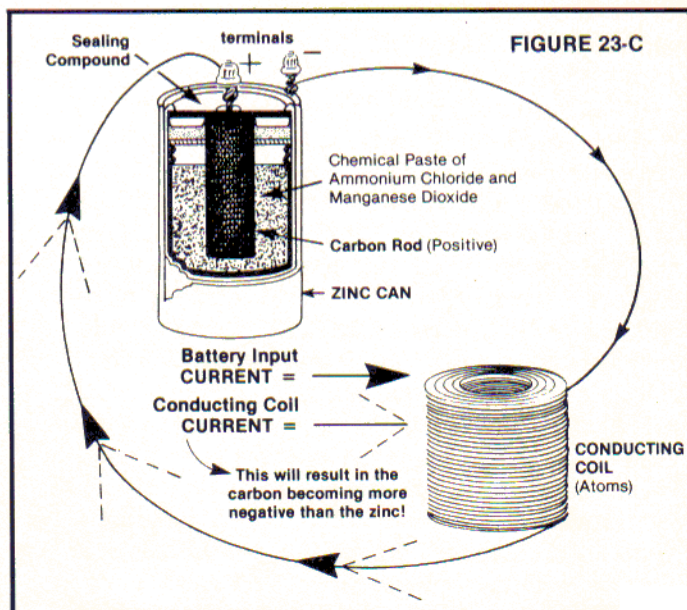 FIGURE 23-C
Sealing
Compound
terminals
+
−
Chemical Paste of
Ammonium Chloride and
Manganese Dioxide
Carbon Rod (Positive)
ZINC CAN
Battery Input
CURRENT =
Conducting Coil
CURRENT =
This will result in the
carbon becoming more
negative than the zinc!
CONDUCTING
COIL
(Atoms)